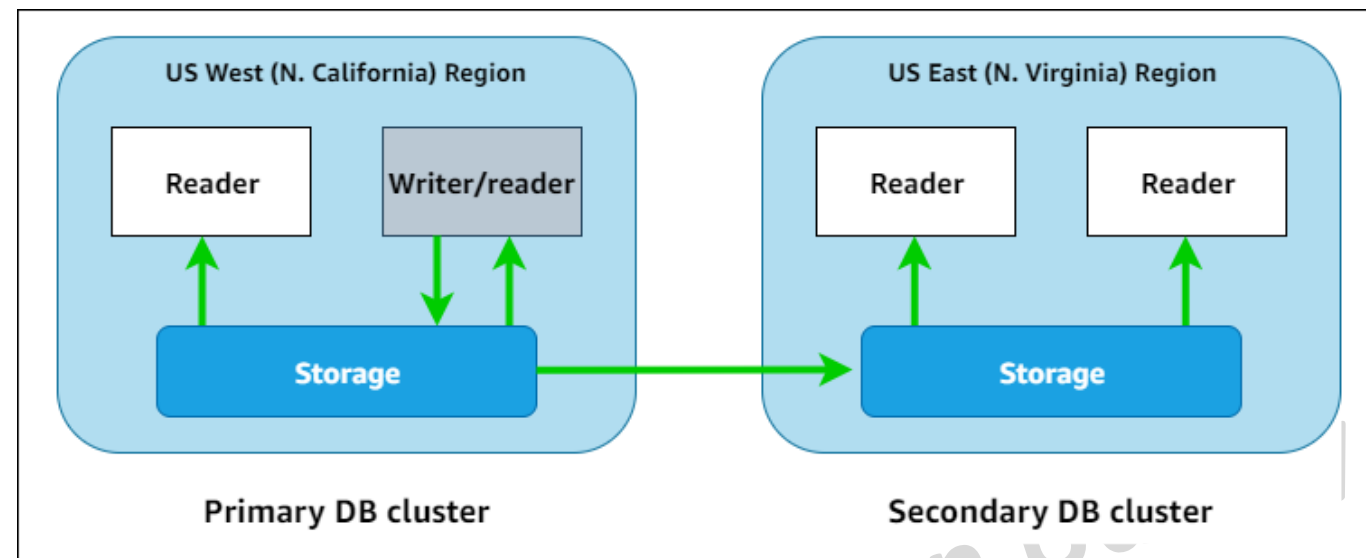 US West (N. California) Region
Reader
Writer/reader
Storage
Primary DB cluster
US East (N. Virginia) Region
Reader
Reader
Storage
Secondary DB cluster